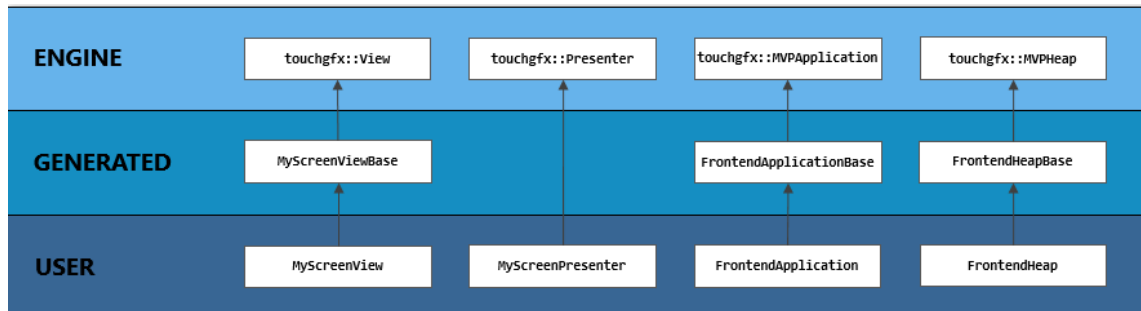 ENGINE
touchgfx::View
touchgfx::Presenter
touchgfx::MVPApplication
touchgfx::MVPHeap
GENERATED
MyScreenViewBase
FrontendApplicationBase
FrontendHeapBase
USER
MyScreenView
MyScreenPresenter
FrontendApplication
FrontendHeap